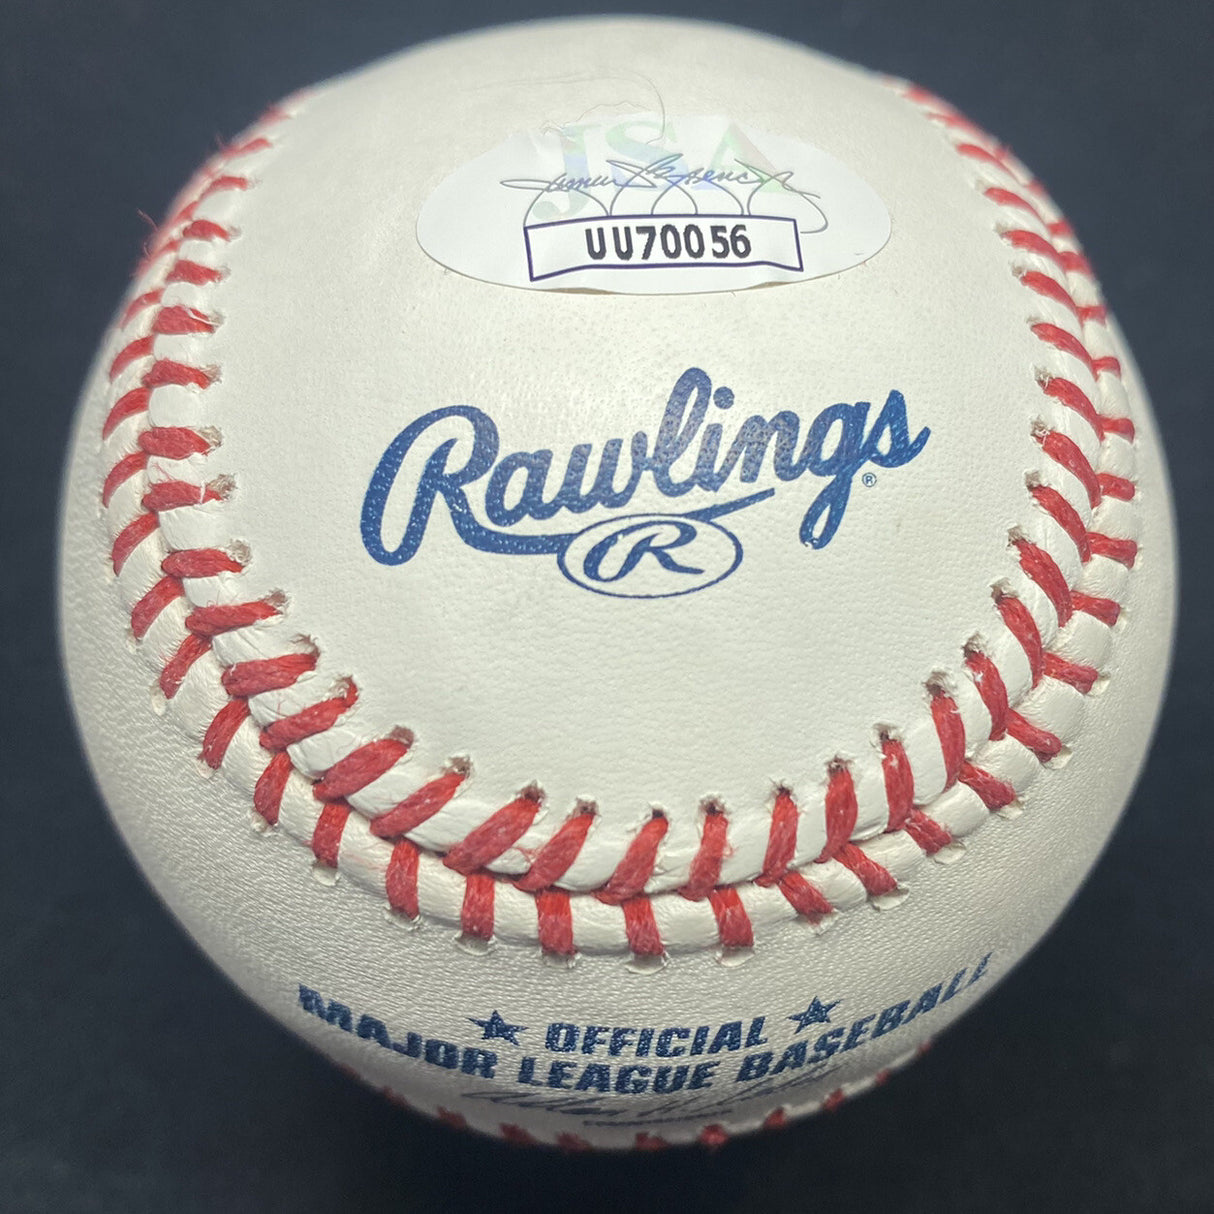 JSA
UU70056
Rawlings ®
R
OFFICIAL
MAJOR LEAGUE BASEBALL